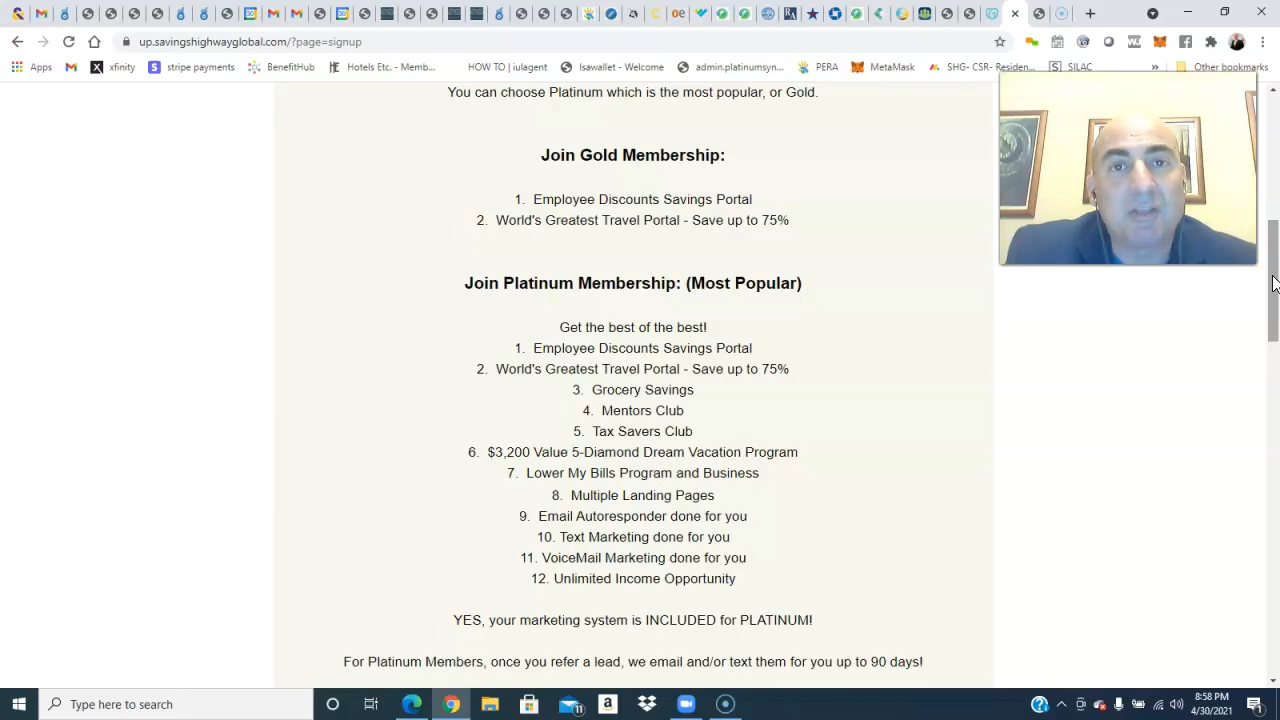 up.savingshighwayglobal.com/?page=signup
Apps
xfinity
stripe payments
BenefitHub
Hotels Etc. - Memb...
HOW TO | iulagent
Isawallet - Welcome
admin.platinumsyn...
PERA
MetaMask
SHG- CSR- Residen...
SILAC
»
Other bookmarks
You can choose Platinum which is the most popular, or Gold.
Join Gold Membership:
1. Employee Discounts Savings Portal
2. World's Greatest Travel Portal - Save up to 75%
Join Platinum Membership: (Most Popular)
Get the best of the best!
1. Employee Discounts Savings Portal
2. World's Greatest Travel Portal - Save up to 75%
3. Grocery Savings
4. Mentors Club
5. Tax Savers Club
6. $3,200 Value 5-Diamond Dream Vacation Program
7. Lower My Bills Program and Business
8. Multiple Landing Pages
9. Email Autoresponder done for you
10. Text Marketing done for you
11. VoiceMail Marketing done for you
12. Unlimited Income Opportunity
YES, your marketing system is INCLUDED for PLATINUM!
For Platinum Members, once you refer a lead, we email and/or text them for you up to 90 days!
Type here to search
8:58 PM
4/30/2021